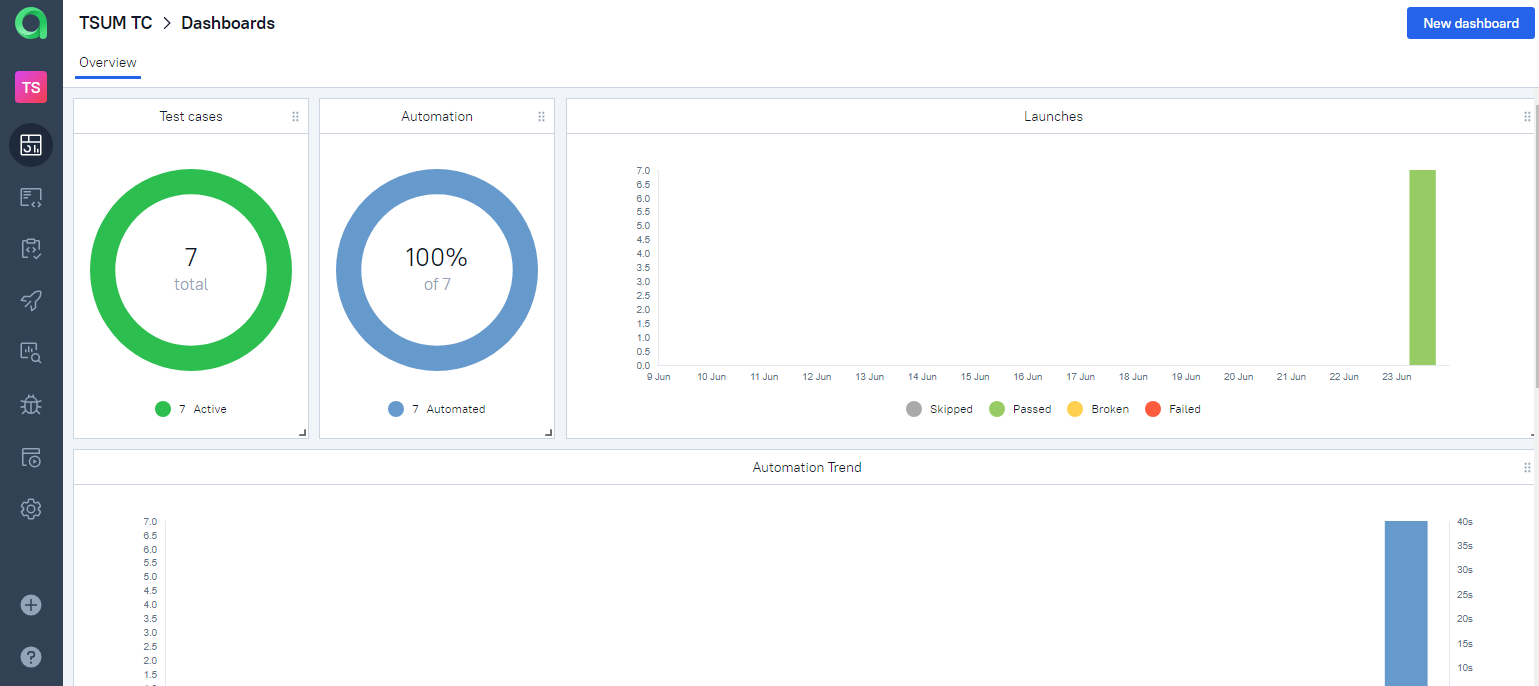 TSUM TC > Dashboards
New dashboard
Overview
TS
Test cases
Automation
Launches
7
total
7 Active
100%
of 7
7 Automated
7.0
6.5
6.0
5.5
5.0
4.5
4.0
3.5
3.0
2.5
2.0
1.5
1.0
0.5
0.0
9 Jun 10 Jun 11 Jun 12 Jun 13 Jun 14 Jun 15 Jun 16 Jun 17 Jun 18 Jun 19 Jun 20 Jun 21 Jun 22 Jun 23 Jun
Skipped Passed Broken Failed
Automation Trend
7.0
6.5
6.0
5.5
5.0
4.5
4.0
3.5
3.0
2.5
2.0
1.5
40s
35s
30s
25s
20s
15s
10s
?